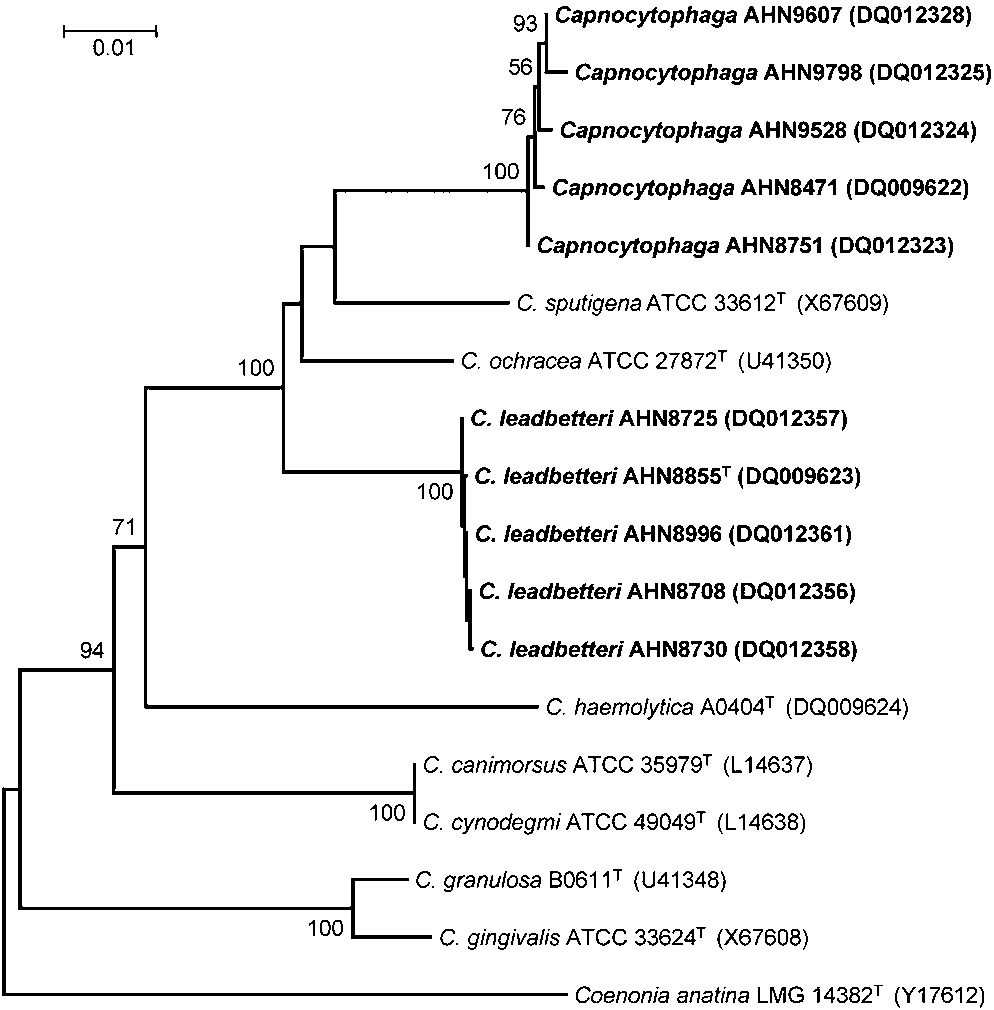 93
Capnocytophaga AHN9607 (DQ012328)
0.01
56
Capnocytophaga AHN9798 (DQ012325)
76
Capnocytophaga AHN9528 (DQ012324)
100
Capnocytophaga AHN8471 (DQ009622)
Capnocytophaga AHN8751 (DQ012323)
C. sputigena ATCC 33612ᵀ (X67609)
C. ochracea ATCC 27872ᵀ (U41350)
100
C. leadbetteri AHN8725 (DQ012357)
C. leadbetteri AHN8855ᵀ (DQ009623)
100
C. leadbetteri AHN8996 (DQ012361)
71
C. leadbetteri AHN8708 (DQ012356)
C. leadbetteri AHN8730 (DQ012358)
94
C. haemolytica A0404ᵀ (DQ009624)
C. canimorsus ATCC 35979ᵀ (L14637)
100
C. cynodegmi ATCC 49049ᵀ (L14638)
C. granulosa B0611ᵀ (U41348)
100
C. gingivalis ATCC 33624ᵀ (X67608)
Coenonia anatina LMG 14382ᵀ (Y17612)